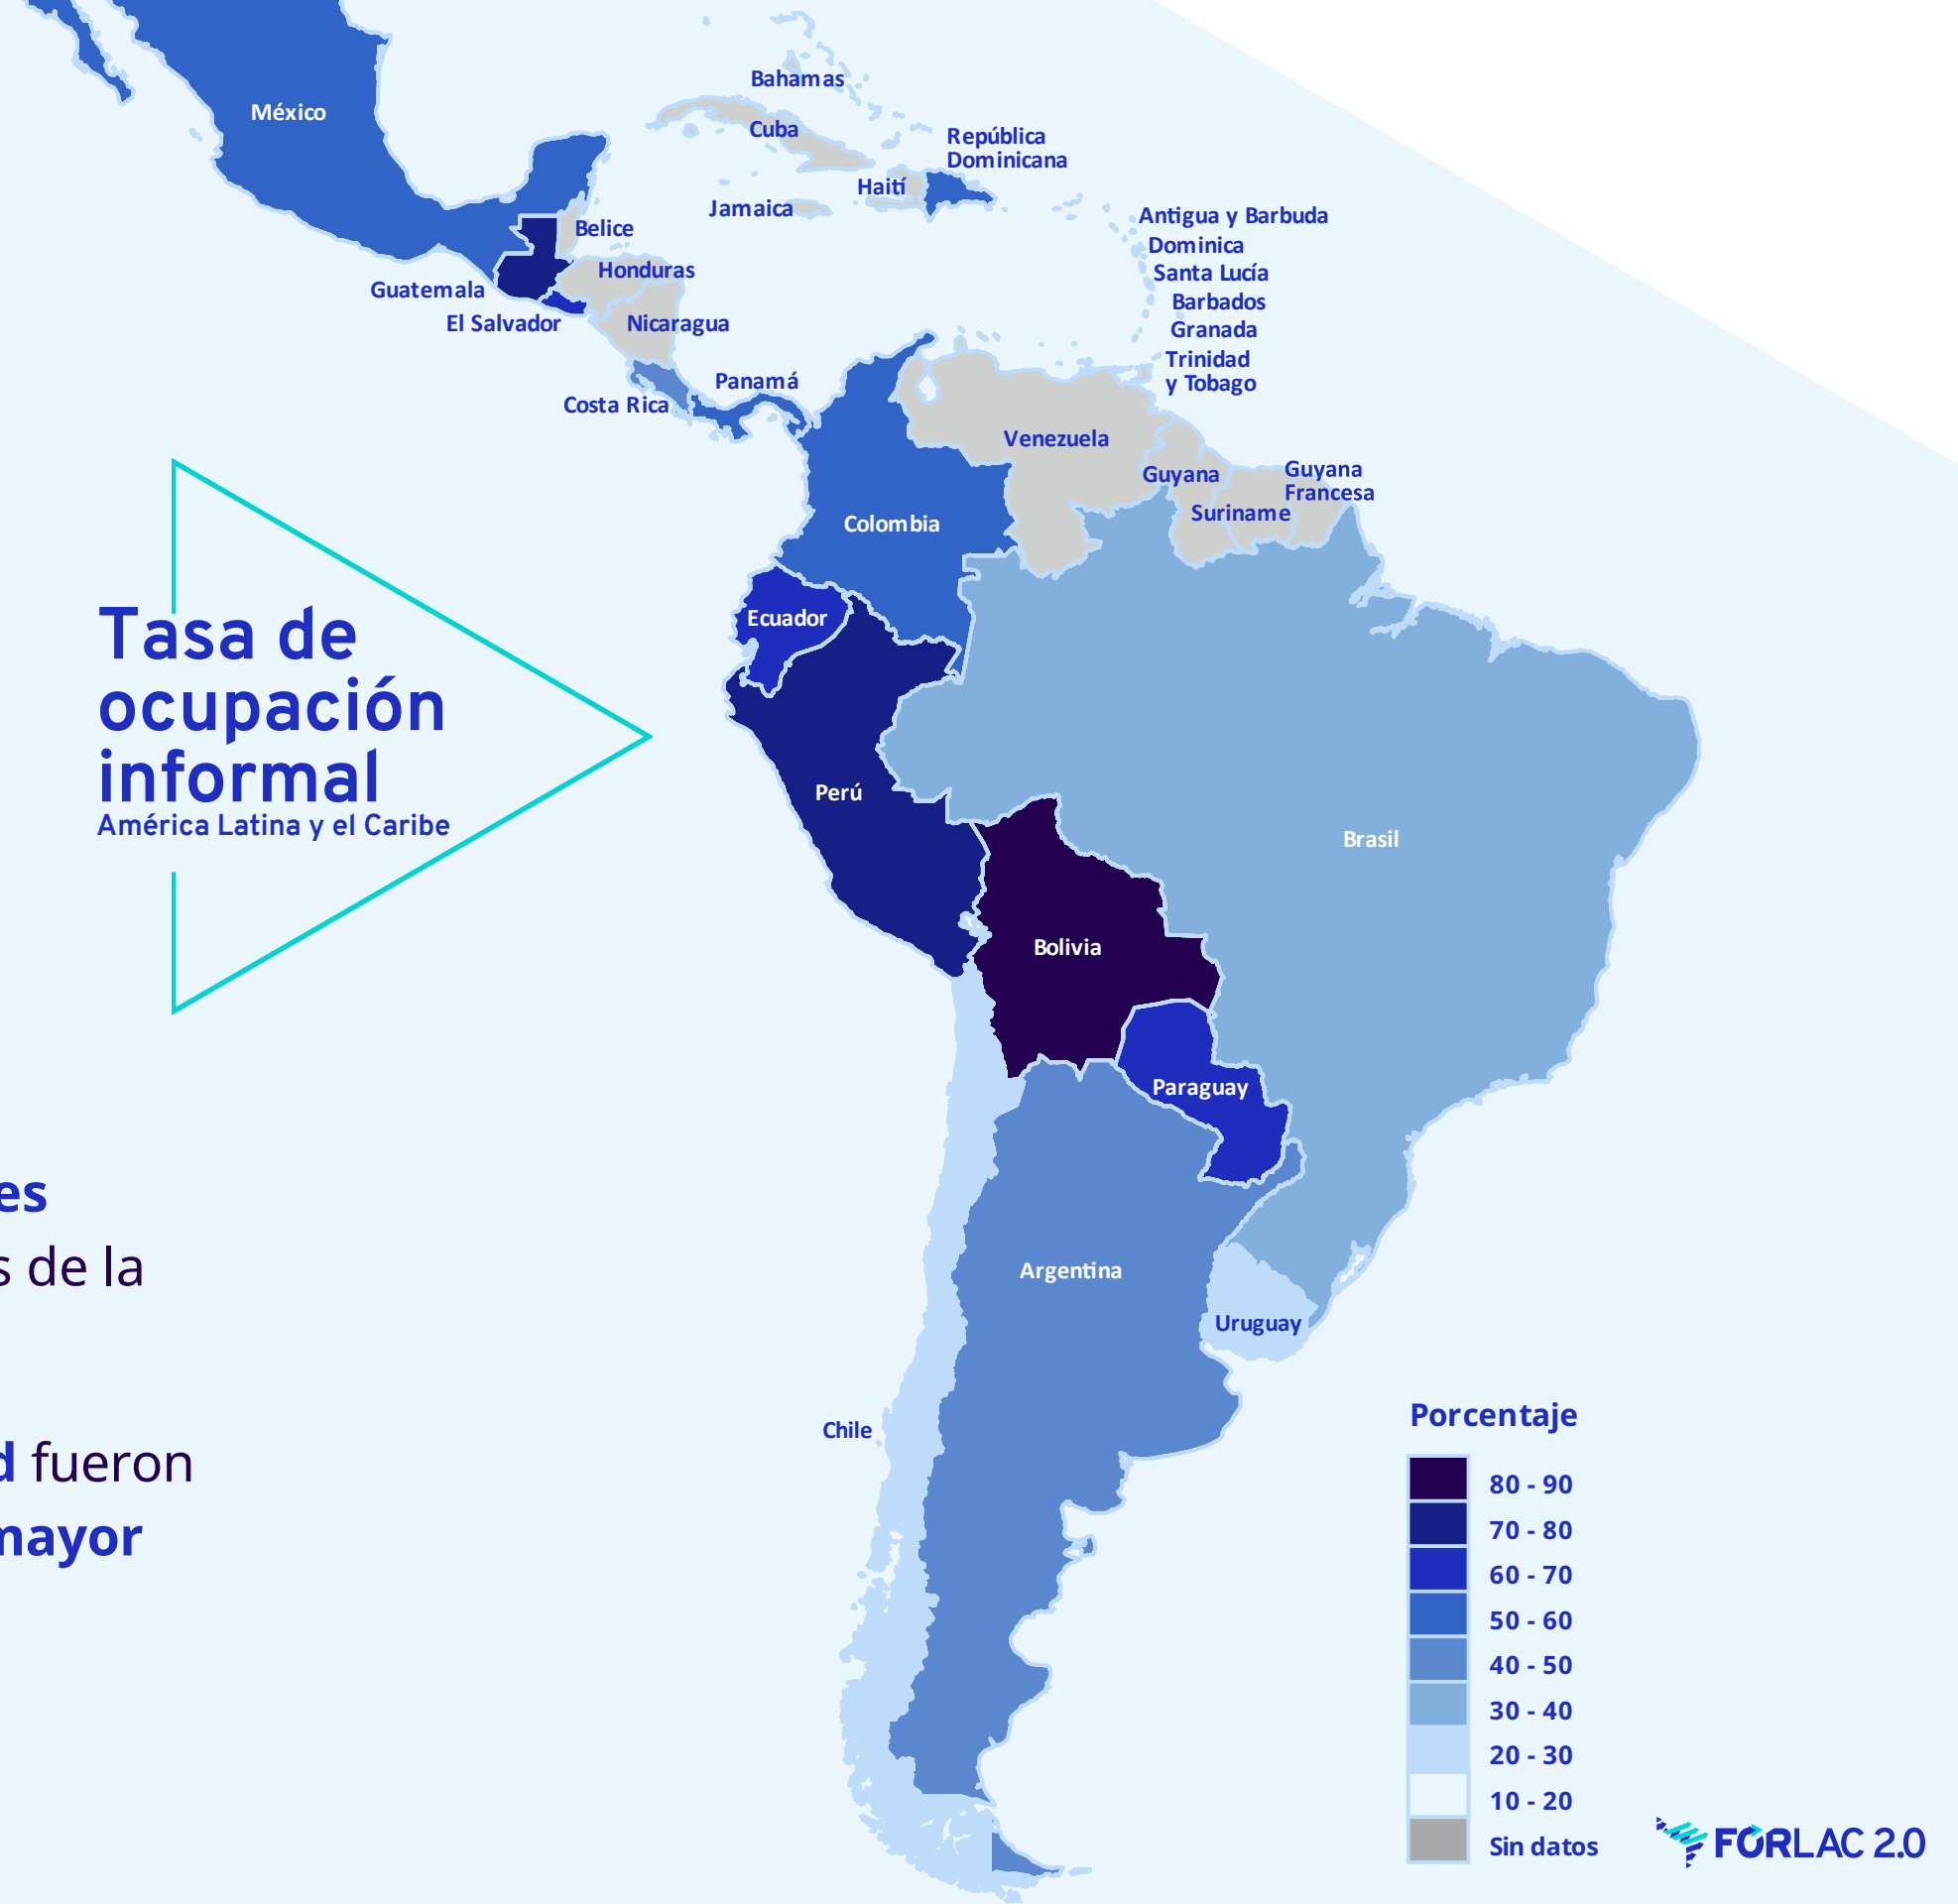 México
Bahamas
Cuba
República
Dominicana
Haití
Jamaica
Antigua y Barbuda
Belice
Dominica
Honduras
Santa Lucía
Guatemala
Barbados
El Salvador
Nicaragua
Granada
Trinidad
y Tobago
Panamá
Costa Rica
Venezuela
Guyana
Guyana
Francesa
Suriname
Colombia
Ecuador
Tasa de
ocupación
informal
América Latina y el Caribe
Perú
Brasil
Bolivia
Paraguay
es
s de la
Argentina
Uruguay
Chile
d fueron
mayor
Porcentaje
80 - 90
70 - 80
60 - 70
50 - 60
40 - 50
30 - 40
20 - 30
10 - 20
Sin datos
FORLAC 2.0